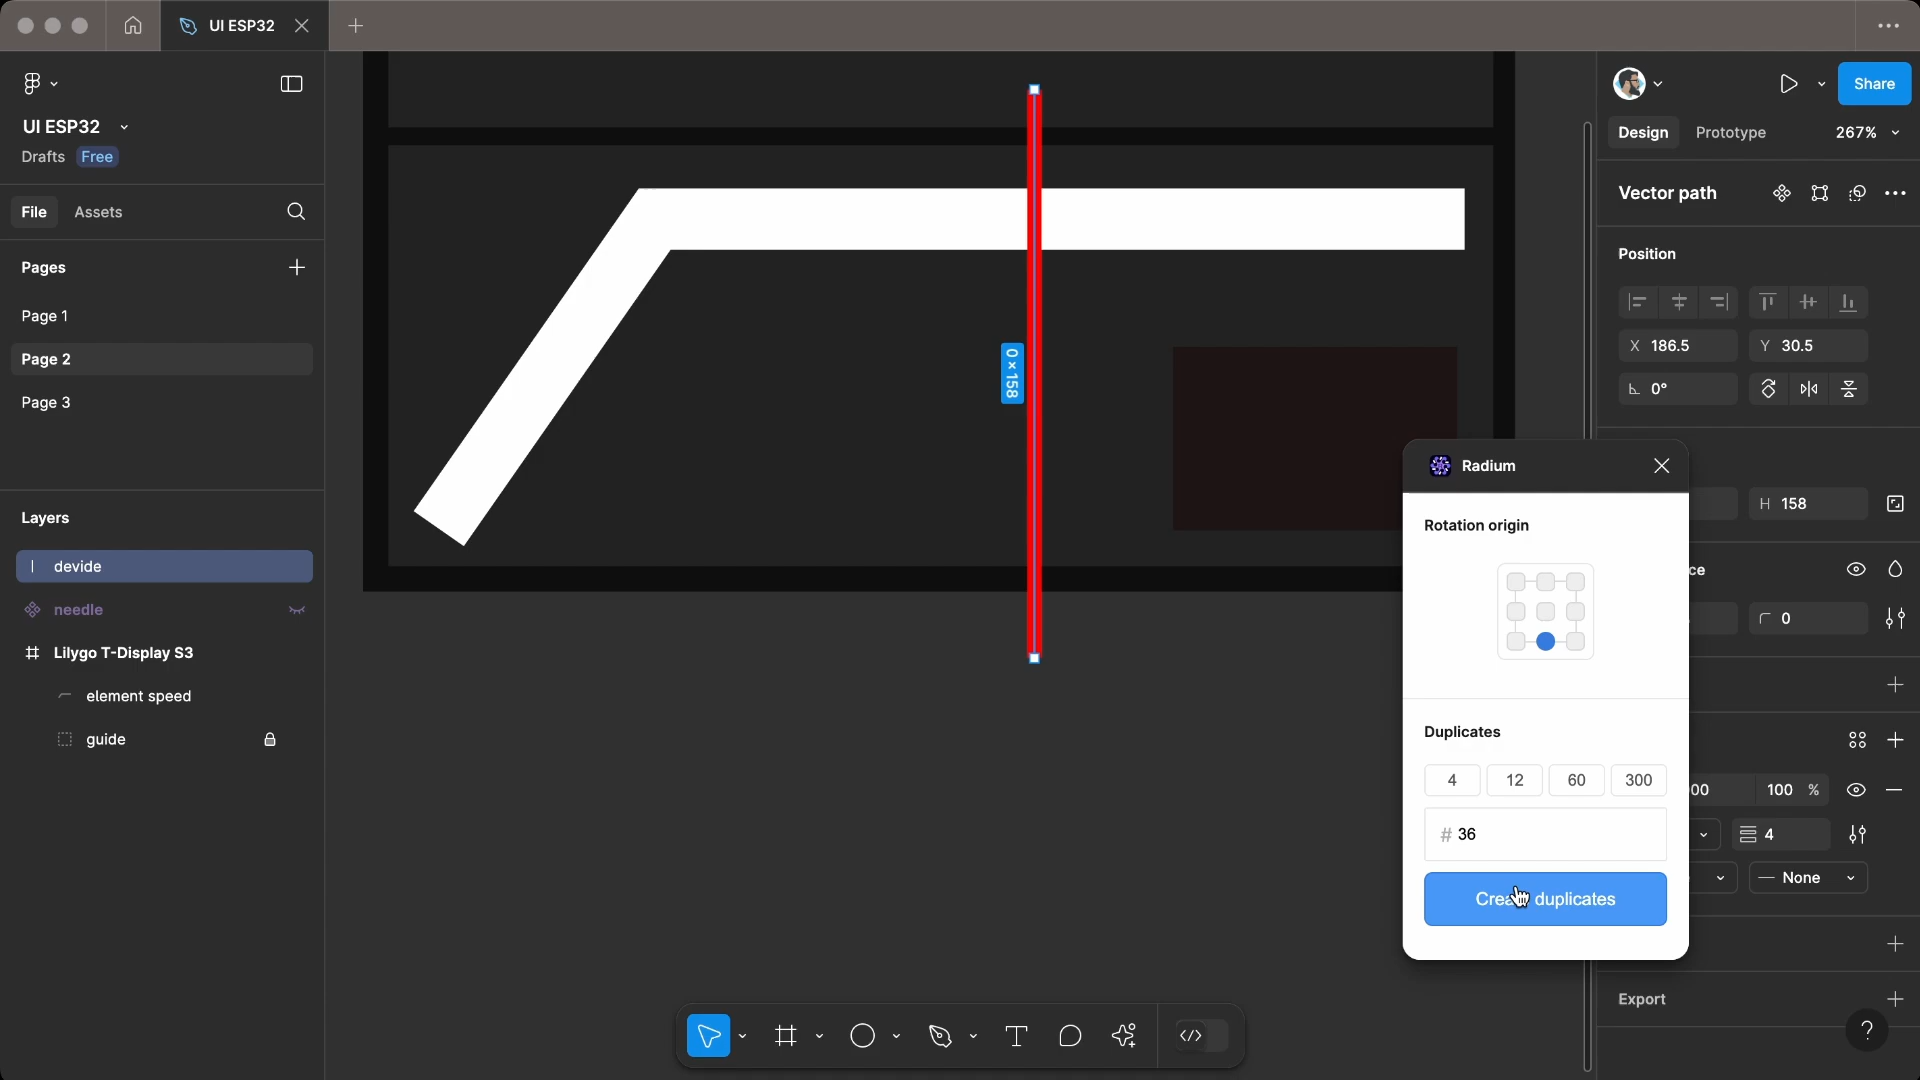 UI ESP32
UI ESP32
Drafts Free
File Assets
Pages
Page 1
Page 2
Page 3
Layers
devide
needle
Lilygo T-Display S3
element speed
guide
0 × 158
Share
Design Prototype 267%
Vector path
Position
X 186.5 Y 30.5
0°
H 158
ce
0
00 100 %
4
None
Export
?
Radium
Rotation origin
Duplicates
4 12 60 300
# 36
Create duplicates